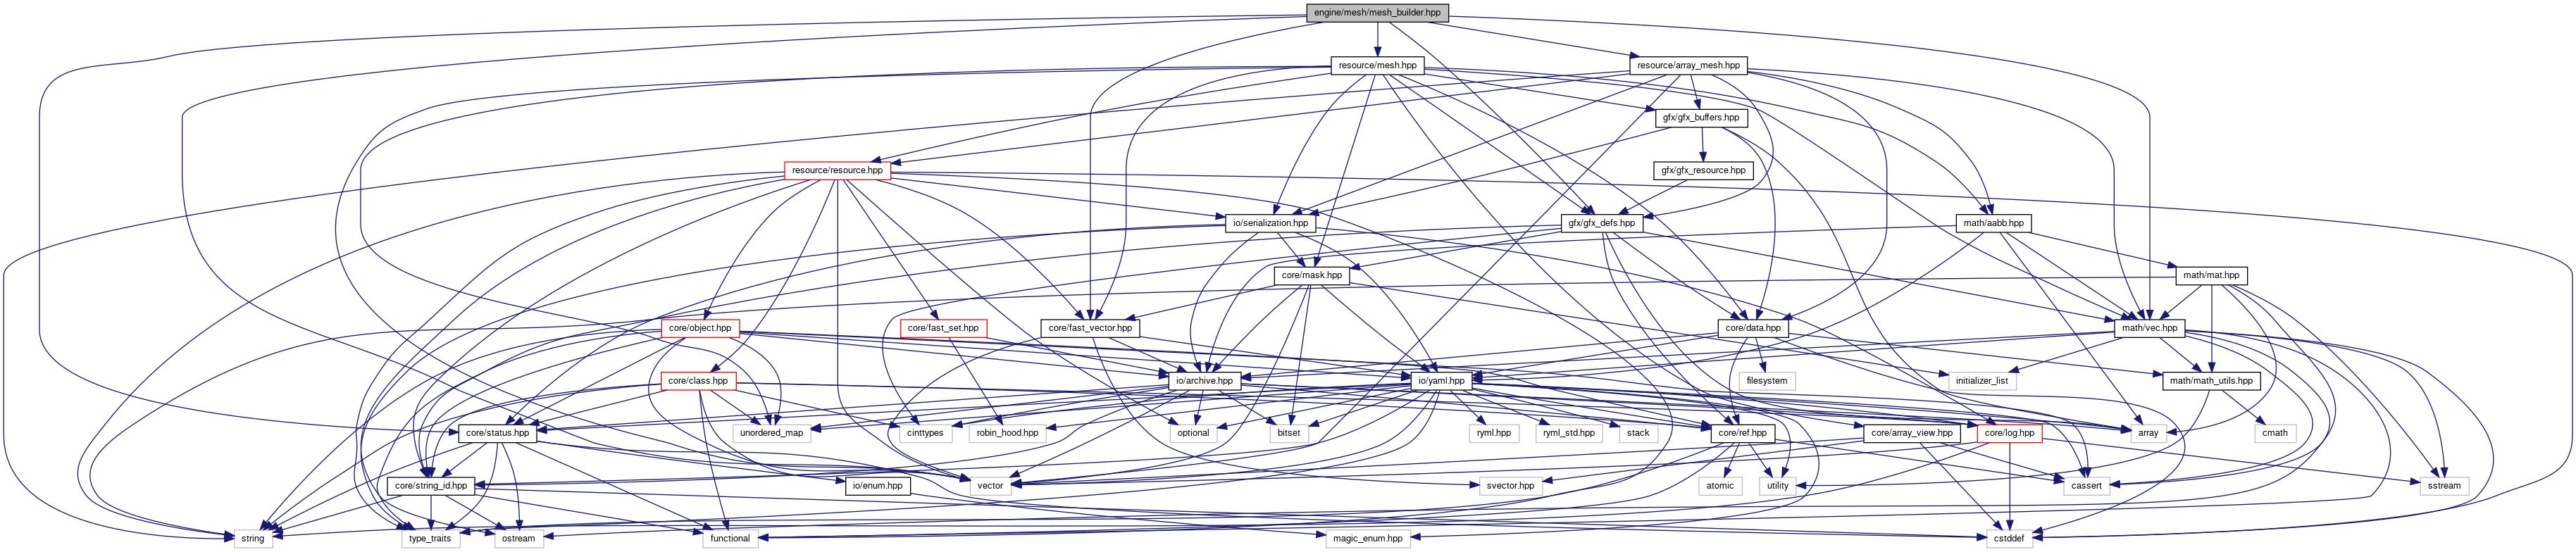 engine/mesh/mesh_builder.hpp
resource/mesh.hpp
resource/array_mesh.hpp
gfx/gfx_buffers.hpp
resource/resource.hpp
gfx/gfx_resource.hpp
io/serialization.hpp
gfx/gfx_defs.hpp
math/aabb.hpp
core/mask.hpp
math/mat.hpp
core/object.hpp
core/fast_set.hpp
core/fast_vector.hpp
core/data.hpp
math/vec.hpp
core/class.hpp
io/archive.hpp
io/yaml.hpp
filesystem
initializer_list
math/math_utils.hpp
core/status.hpp
unordered_map
cinttypes
robin_hood.hpp
optional
bitset
ryml.hpp
ryml_std.hpp
stack
core/ref.hpp
core/array_view.hpp
core/log.hpp
array
cmath
core/string_id.hpp
io/enum.hpp
vector
svector.hpp
atomic
utility
cassert
sstream
string
type_traits
ostream
functional
magic_enum.hpp
cstddef